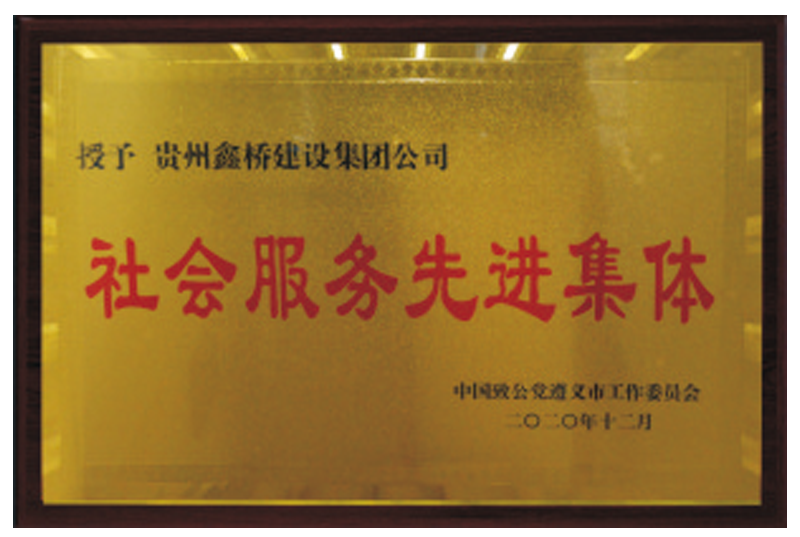 授予 贵州鑫桥建设集团公司
社会服务先进集体
中国致公党遵义市工作委员会
二〇二〇年十二月